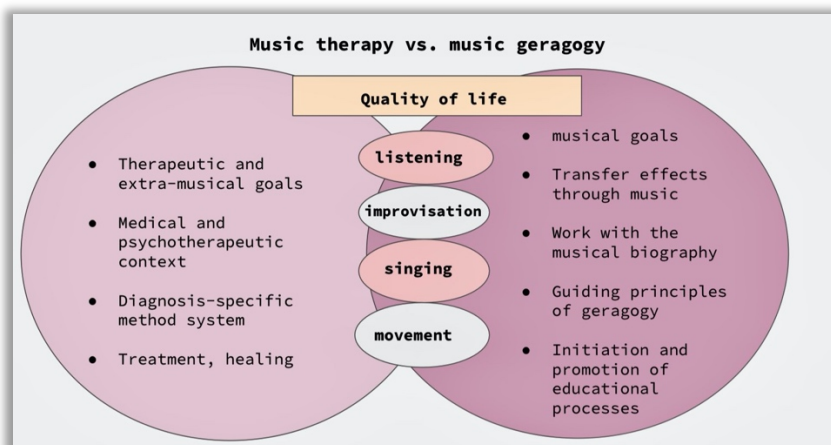 Music therapy vs. music geragogy
Quality of life
● Therapeutic and
extra-musical goals
● Medical and
psychotherapeutic
context
● Diagnosis-specific
method system
● Treatment, healing
listening
improvisation
singing
movement
● musical goals
● Transfer effects
through music
● Work with the
musical biography
● Guiding principles
of geragogy
● Initiation and
promotion of
educational
processes